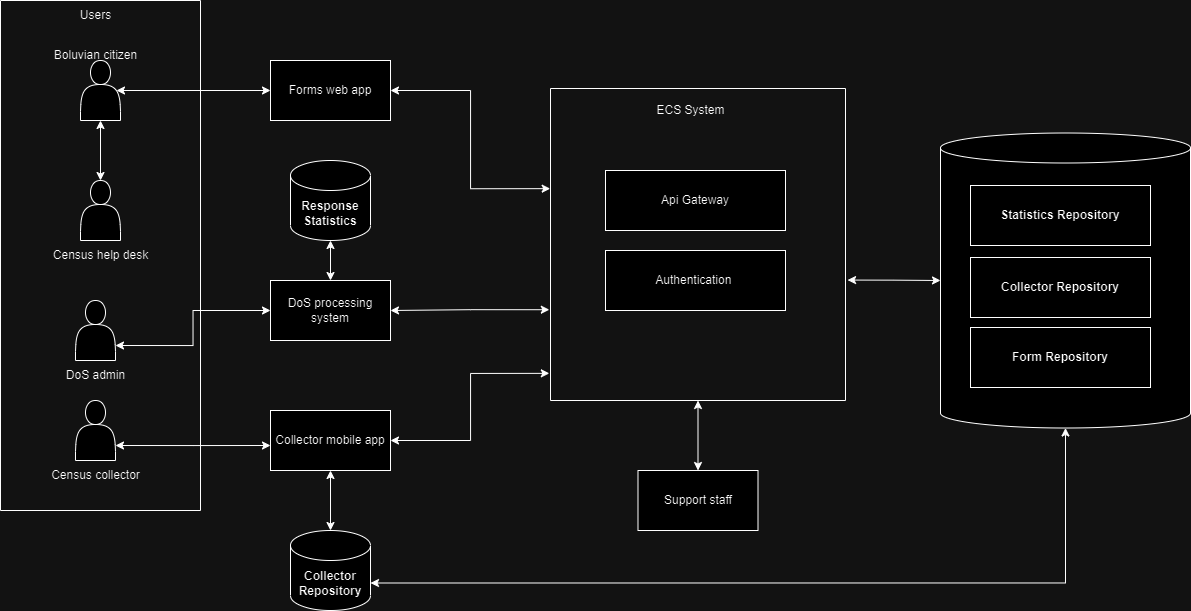 Users
Boluvian citizen
Census help desk
DoS admin
Census collector
Forms web app
Response
Statistics
DoS processing
system
Collector mobile app
Collector
Repository
ECS System
Api Gateway
Authentication
Support staff
Statistics Repository
Collector Repository
Form Repository